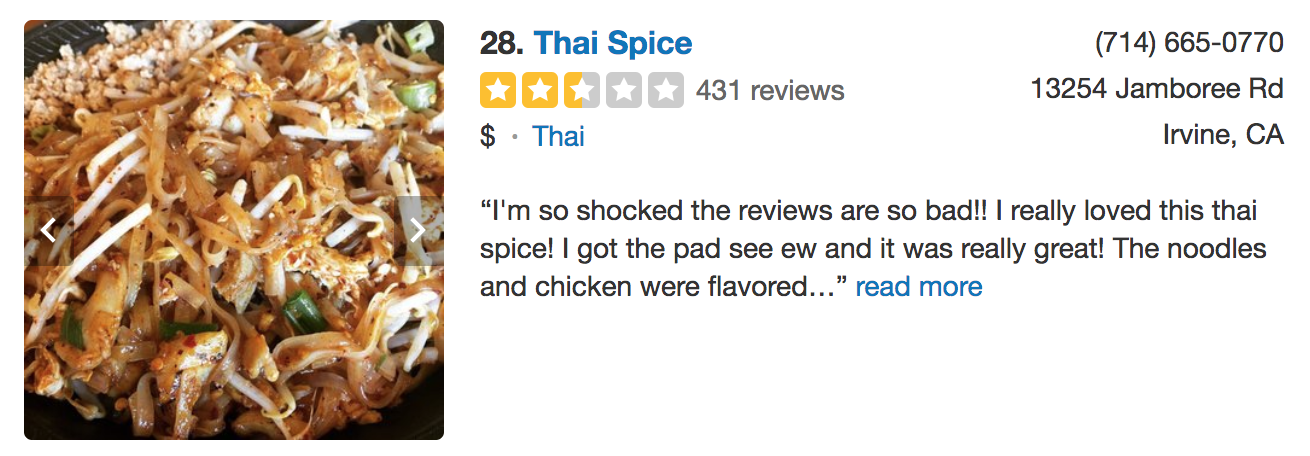 28. Thai Spice
431 reviews
$ · Thai
(714) 665-0770
13254 Jamboree Rd
Irvine, CA
“I'm so shocked the reviews are so bad!! I really loved this thai
spice! I got the pad see ew and it was really great! The noodles
and chicken were flavored…” read more